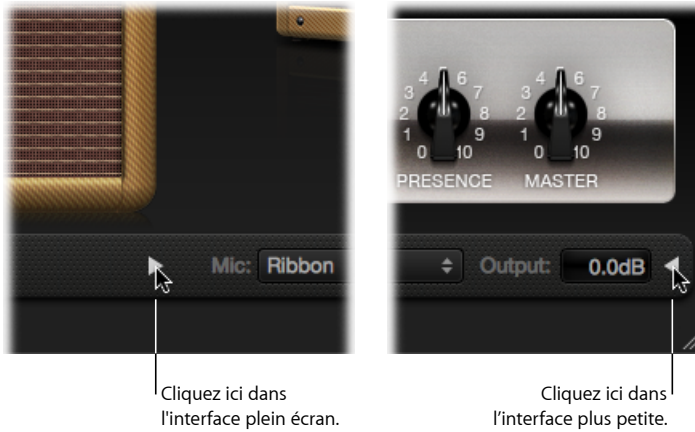 4 6
3 7
2 8
1 9
0 10
PRESENCE
4 6
3 7
2 8
1 9
0 10
MASTER
Mic: Ribbon
Output: 0.0dB
Cliquez ici dans
l'interface plein écran.
Cliquez ici dans
l’interface plus petite.